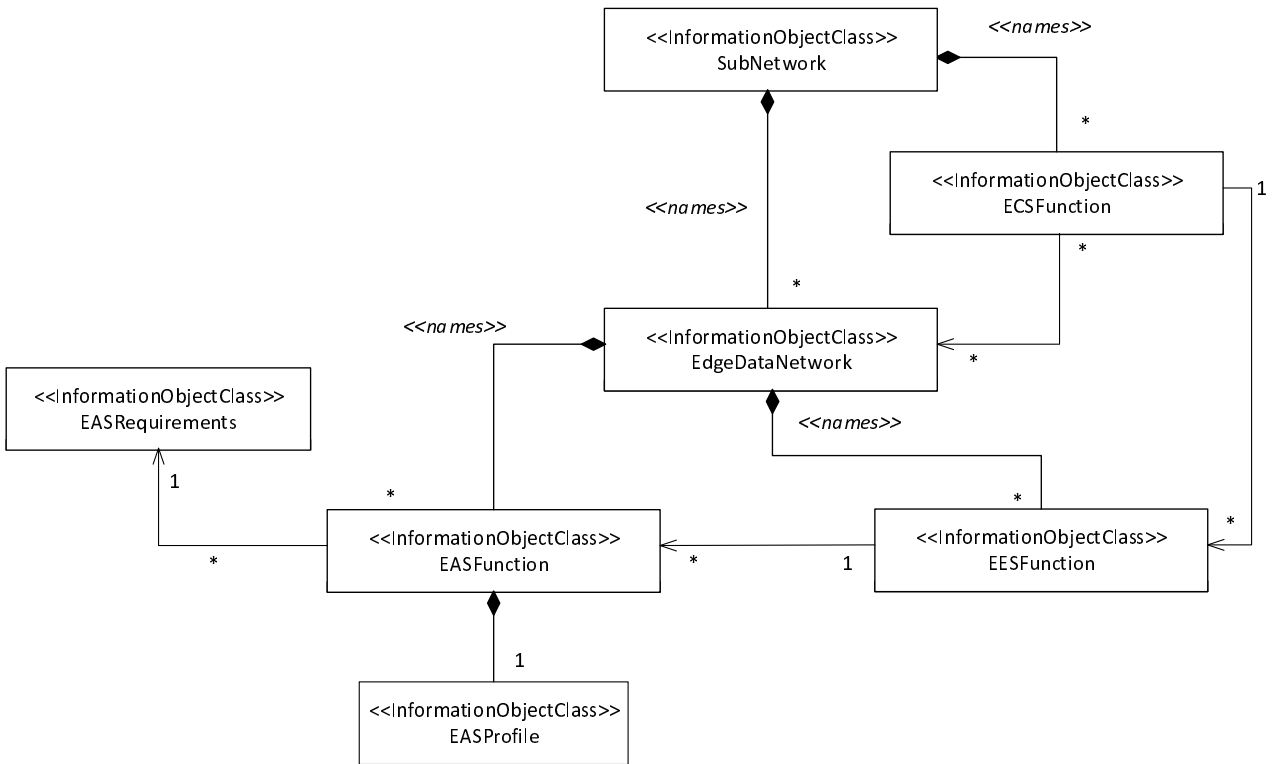 <<InformationObjectClass>>
SubNetwork
<<names>>
*
<<InformationObjectClass>>
ECSFunction
1
<<names>>
*
*
<<names>>
<<InformationObjectClass>>
EdgeDataNetwork
*
<<InformationObjectClass>>
EASRequirements
<<names>>
1
*
*
*
<<InformationObjectClass>>
EASFunction
*
1
<<InformationObjectClass>>
EESFunction
*
1
<<InformationObjectClass>>
EASProfile